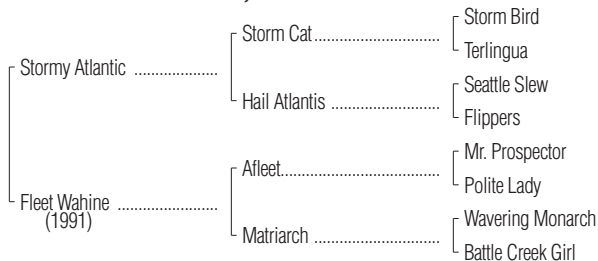 Stormy Atlantic ....................
Storm Cat..............................
Storm Bird
Terlingua
Hail Atlantis ..........................
Seattle Slew
Flippers
Fleet Wahine ........................
(1991)
Afleet......................................
Mr. Prospector
Polite Lady
Matriarch ..............................
Wavering Monarch
Battle Creek Girl